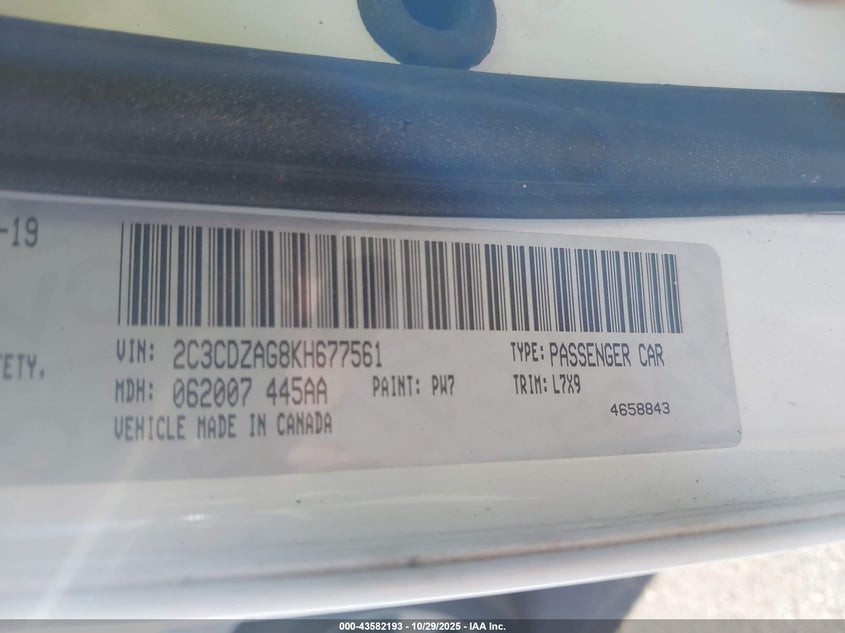 -19
VIN: 2C3CDZAG8KH677561 TYPE: PASSENGER CAR
ETY,
MDH: 062007 445AA PAINT: PW7 TRIM: L7X9
4658843
VEHICLE MADE IN CANADA
000-43582193 - 10/29/2025 - IAA Inc.